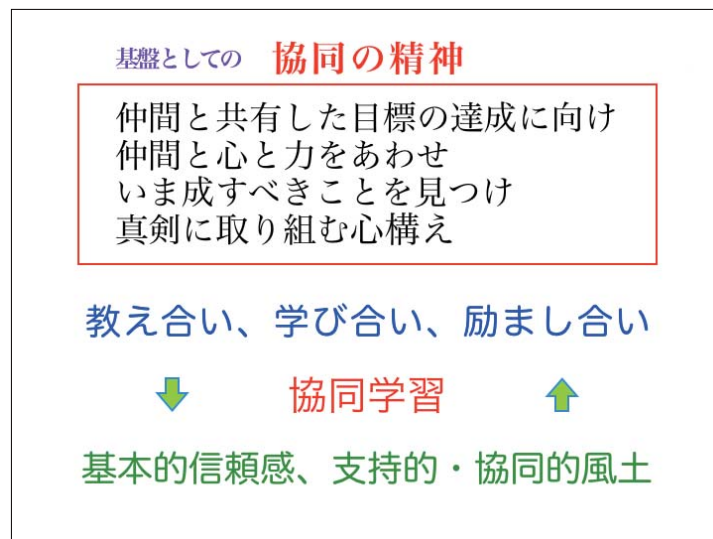 基盤としての 協同の精神
仲間と共有した目標の達成に向け
仲間と心と力をあわせ
いま成すべきことを見つけ
真剣に取り組む心構え
教え合い、学び合い、励まし合い
協同学習
基本的信頼感、支持的・協同的風土